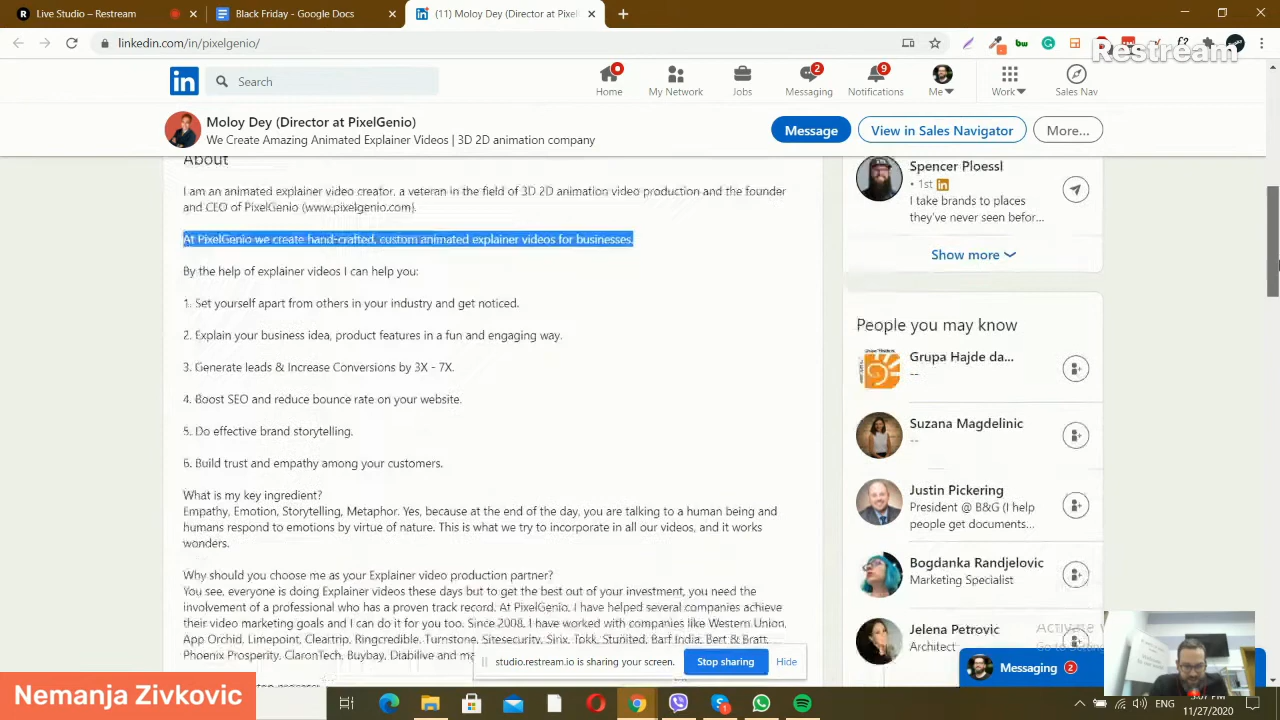 Live Studio – Restream
Black Friday - Google Docs
(11) Moloy Dey (Director at Pixel
linkedin.com/in/pixelgenio/
Restream
in
Search
Home
My Network
Jobs
2
Messaging
9
Notifications
Me
Work
Sales Nav
Moloy Dey (Director at PixelGenio)
We Create Amazing Animated Explainer Videos | 3D 2D animation company
Message
View in Sales Navigator
More...
About
I am an animated explainer video creator, a veteran in the field of 3D 2D animation video production and the founder
and CEO of PixelGenio (www.pixelgenio.com).
At PixelGenio we create hand-crafted, custom animated explainer videos for businesses.
By the help of explainer videos I can help you:
1. Set yourself apart from others in your industry and get noticed.
2. Explain your business idea, product features in a fun and engaging way.
3. Generate leads & Increase Conversions by 3X - 7X.
4. Boost SEO and reduce bounce rate on your website.
5. Do effective brand storytelling.
6. Build trust and empathy among your customers.
What is my key ingredient?
Empathy, Emotion, Storytelling, Metaphor. Yes, because at the end of the day, you are talking to a human being and
humans respond to emotions by virtue of nature. This is what we try to incorporate in all our videos, and it works
wonders.
Why should you choose me as your Explainer video production partner?
You see, everyone is doing Explainer videos these days but to get the best out of your investment, you need the
involvement of a professional who has a proven track record. At PixelGenio, I have helped several companies achieve
their video marketing goals and I can do it for you too. Since 2008, I have worked with companies like Western Union,
App Orchid, Limepoint, Cleartrip, Ringcredible, Turnstone, Sitesecurity, Sirix, Tokk, Stunited, Barf India, Bert & Bratt,
Phoenix Prosperity, ClaronTech, Buybay, Diabilive and
Spencer Ploessl
• 1st in
I take brands to places
they've never seen befor...
Show more
People you may know
Grupa Hajde da...
--
Suzana Magdelinic
--
Justin Pickering
President @ B&G (I help
people get documents...
Bogdanka Randjelovic
Marketing Specialist
Jelena Petrovic
Architect
Messaging 2
studio.restream.io is sharing your screen.
Stop sharing
Hide
Nemanja Zivkovic
ENG
11/27/2020